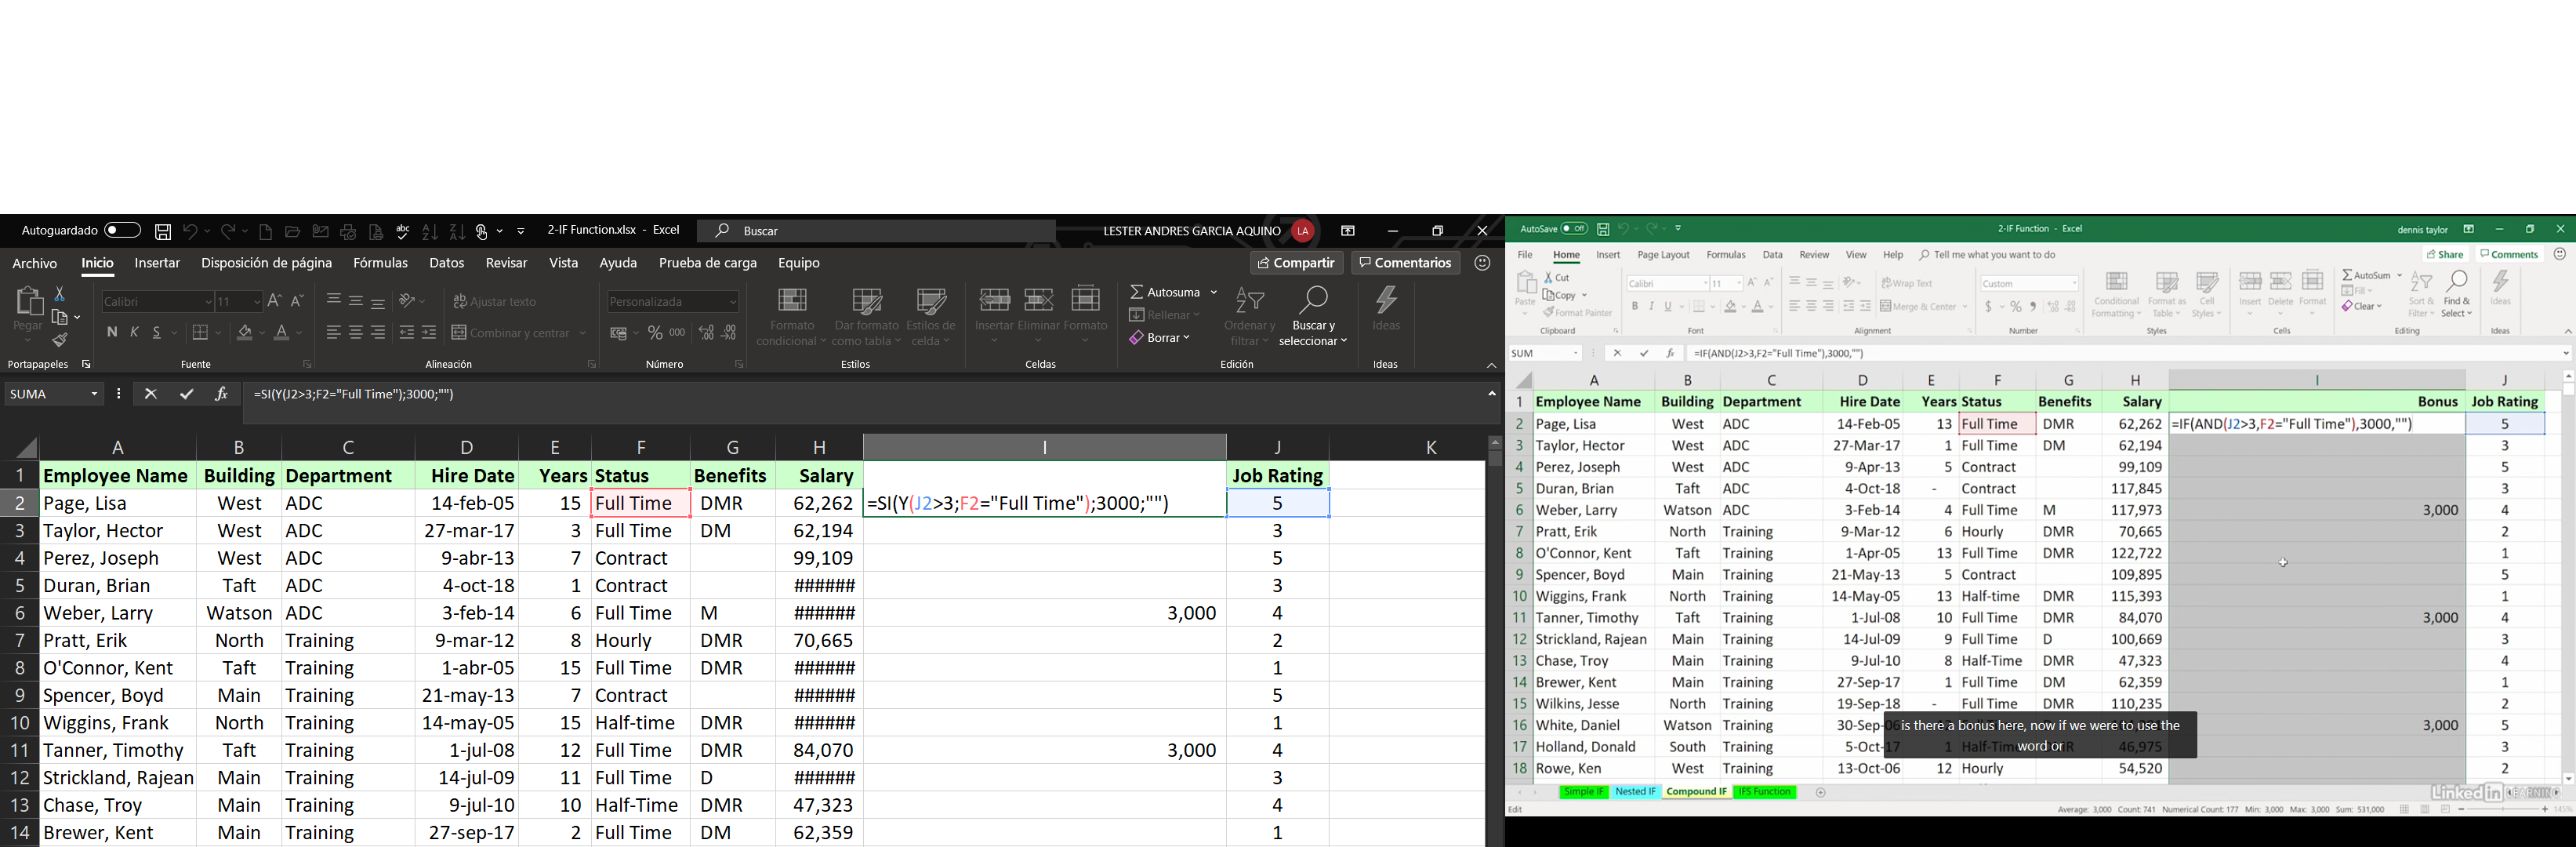 Autoguardado
2-IF Function.xlsx - Excel
Buscar
LESTER ANDRES GARCIA AQUINO LA
Archivo Inicio Insertar Disposición de página Fórmulas Datos Revisar Vista Ayuda Prueba de carga Equipo Compartir Comentarios
Pegar
Calibri 11
N K S
Ajustar texto
Combinar y centrar
Personalizada
% 000
Formato condicional
Dar formato como tabla
Estilos de celda
Insertar Eliminar Formato
Autosuma
Rellenar
Borrar
Ordenar y filtrar
Buscar y seleccionar
Ideas
Portapapeles Fuente Alineación Número Estilos Celdas Edición Ideas
SUMA fx =SI(Y(J2>3;F2="Full Time");3000;"")
A B C D E F G H I J K
1 Employee Name Building Department Hire Date Years Status Benefits Salary Job Rating
2 Page, Lisa West ADC 14-feb-05 15 Full Time DMR 62,262 =SI(Y(J2>3;F2="Full Time");3000;"") 5
3 Taylor, Hector West ADC 27-mar-17 3 Full Time DM 62,194 3
4 Perez, Joseph West ADC 9-abr-13 7 Contract 99,109 5
5 Duran, Brian Taft ADC 4-oct-18 1 Contract ###### 3
6 Weber, Larry Watson ADC 3-feb-14 6 Full Time M ###### 3,000 4
7 Pratt, Erik North Training 9-mar-12 8 Hourly DMR 70,665 2
8 O'Connor, Kent Taft Training 1-abr-05 15 Full Time DMR ###### 1
9 Spencer, Boyd Main Training 21-may-13 7 Contract ###### 5
10 Wiggins, Frank North Training 14-may-05 15 Half-time DMR ###### 1
11 Tanner, Timothy Taft Training 1-jul-08 12 Full Time DMR 84,070 3,000 4
12 Strickland, Rajean Main Training 14-jul-09 11 Full Time D ###### 3
13 Chase, Troy Main Training 9-jul-10 10 Half-Time DMR 47,323 4
14 Brewer, Kent Main Training 27-sep-17 2 Full Time DM 62,359 1
AutoSave Off
2-IF Function - Excel
dennis taylor
File Home Insert Page Layout Formulas Data Review View Help Tell me what you want to do Share Comments
Paste
Cut
Copy
Format Painter
Calibri 11
B I U
Wrap Text
Merge & Center
Custom
$ %
Conditional Formatting
Format as Table
Cell Styles
Insert Delete Format
AutoSum
Fill
Clear
Sort & Filter
Find & Select
Ideas
Clipboard Font Alignment Number Styles Cells Editing Ideas
SUM fx =IF(AND(J2>3,F2="Full Time"),3000,"")
A B C D E F G H I J
1 Employee Name Building Department Hire Date Years Status Benefits Salary Bonus Job Rating
2 Page, Lisa West ADC 14-Feb-05 13 Full Time DMR 62,262 =IF(AND(J2>3,F2="Full Time"),3000,"") 5
3 Taylor, Hector West ADC 27-Mar-17 1 Full Time DM 62,194 3
4 Perez, Joseph West ADC 9-Apr-13 5 Contract 99,109 5
5 Duran, Brian Taft ADC 4-Oct-18 - Contract 117,845 3
6 Weber, Larry Watson ADC 3-Feb-14 4 Full Time M 117,973 3,000 4
7 Pratt, Erik North Training 9-Mar-12 6 Hourly DMR 70,665 2
8 O'Connor, Kent Taft Training 1-Apr-05 13 Full Time DMR 122,722 1
9 Spencer, Boyd Main Training 21-May-13 5 Contract 109,895 5
10 Wiggins, Frank North Training 14-May-05 13 Half-time DMR 115,393 1
11 Tanner, Timothy Taft Training 1-Jul-08 10 Full Time DMR 84,070 3,000 4
12 Strickland, Rajean Main Training 14-Jul-09 9 Full Time D 100,669 3
13 Chase, Troy Main Training 9-Jul-10 8 Half-Time DMR 47,323 4
14 Brewer, Kent Main Training 27-Sep-17 1 Full Time DM 62,359 1
15 Wilkins, Jesse North Training 19-Sep-18 - Full Time DMR 110,235 2
16 White, Daniel Watson Training 30-Sep 3,000 5
17 Holland, Donald South Training 5-Oct-17 1 Half-Time 46,975 3
18 Rowe, Ken West Training 13-Oct-06 12 Hourly 54,520 2
is there a bonus here, now if we were to use the
word or
Simple IF Nested IF Compound IF IFS Function
LinkedIn LEARNING
Edit Average: 3,000 Count: 741 Numerical Count: 177 Min: 3,000 Max: 3,000 Sum: 531,000 145%